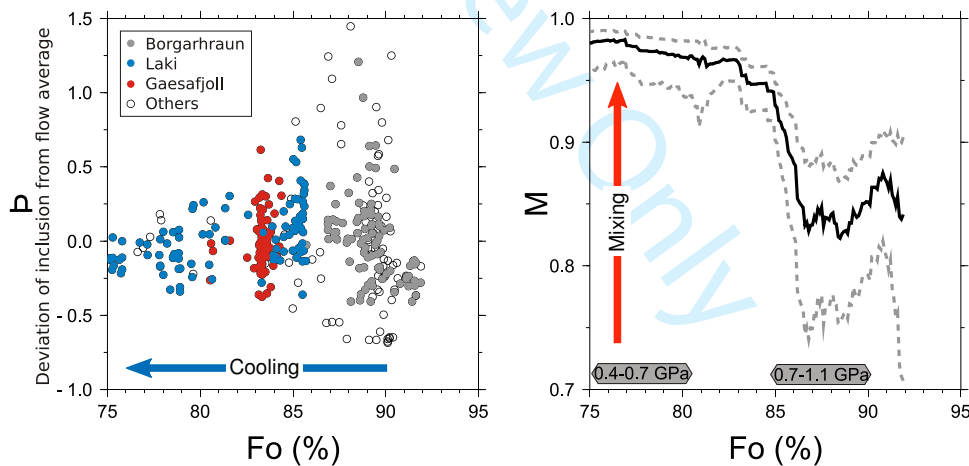 1.5
1.0
0.5
0.0
- 0.5
- 1.0
Þ
Deviation of inclusion from flow average
Borgarhraun
Laki
Gaesafjoll
Others
Cooling
75
80
85
90
95
Fo (%)
1.0
0.9
0.8
0.7
M
Mixing
0.4-0.7 GPa
0.7-1.1 GPa
75
80
85
90
95
Fo (%)
ew Only